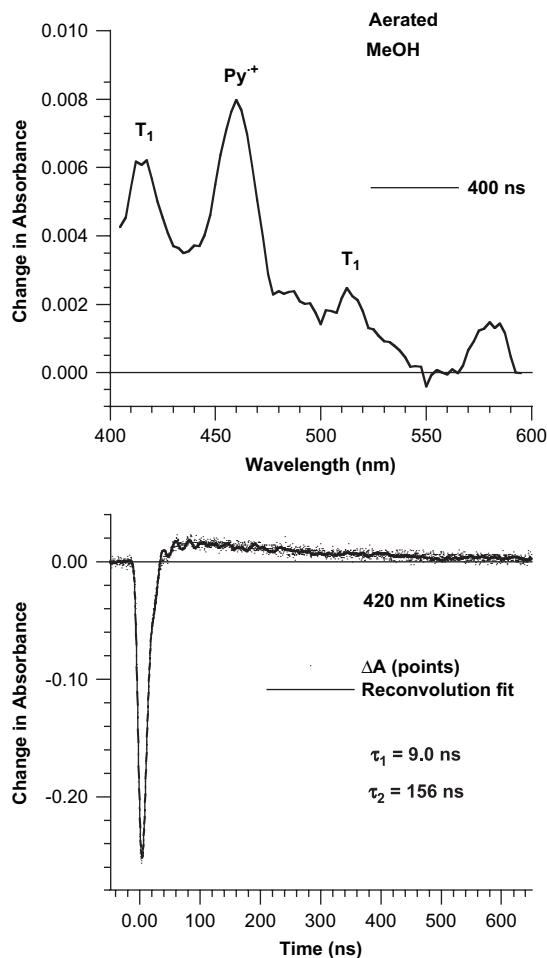 Aerated
MeOH
T1
Py·+
400 ns
T1
0.010
0.008
0.006
0.004
0.002
0.000
Change in Absorbance
400 450 500 550 600
Wavelength (nm)
0.00
-0.10
-0.20
Change in Absorbance
420 nm Kinetics
ΔA (points)
Reconvolution fit
τ1 = 9.0 ns
τ2 = 156 ns
0.00 100 200 300 400 500 600
Time (ns)